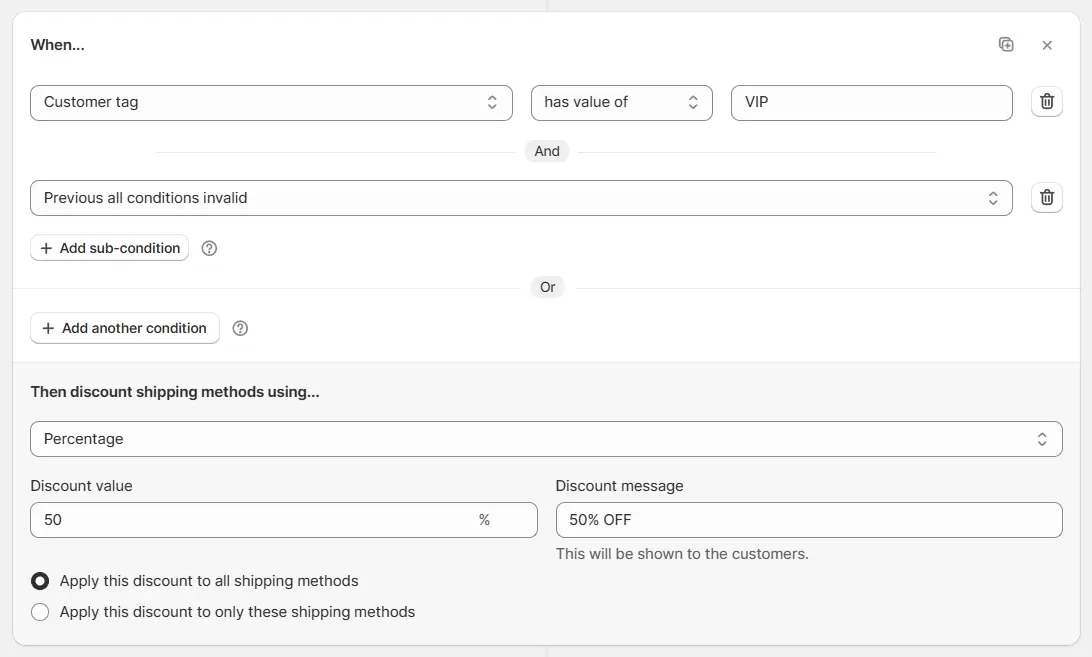 When...
Customer tag
has value of
VIP
And
Previous all conditions invalid
+ Add sub-condition ?
Or
+ Add another condition ?
Then discount shipping methods using...
Percentage
Discount value
50 %
Discount message
50% OFF
This will be shown to the customers.
Apply this discount to all shipping methods
Apply this discount to only these shipping methods